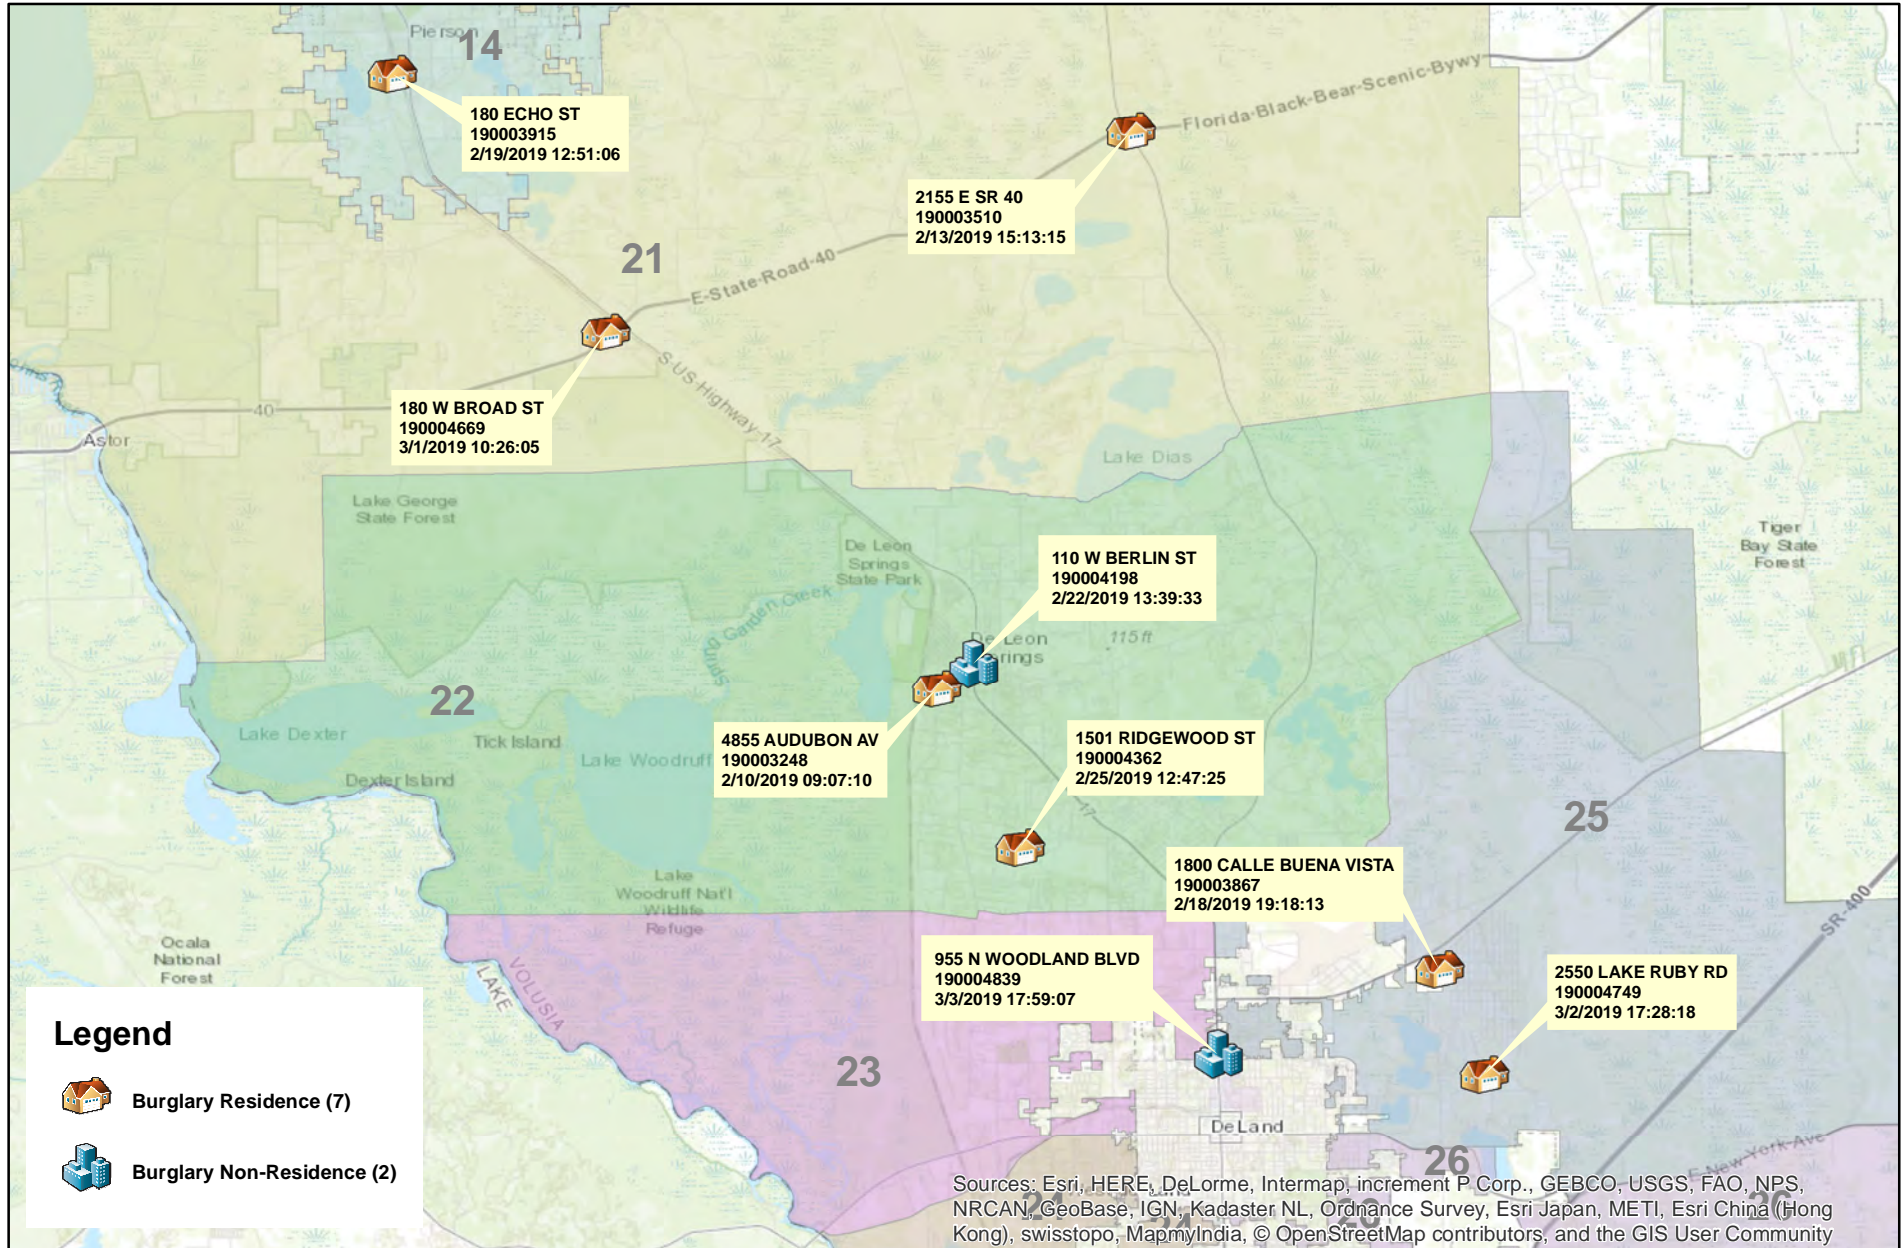 Pierson
14
180 ECHO ST
190003915
2/19/2019 12:51:06
Florida-Black-Bear-Scenic-Bywy
2155 E SR 40
190003510
2/13/2019 15:13:15
21
E-State-Road-40
S US-Highway-17
180 W BROAD ST
190004669
3/1/2019 10:26:05
40
Astor
Lake Dias
Lake George
State Forest
De Leon
Springs
State Park
Tiger
Bay State
Forest
110 W BERLIN ST
190004198
2/22/2019 13:39:33
Spring Garden Creek
De Leon
115 ft
22
Lake Dexter
Tick Island
Lake Woodruff
Dexter Island
4855 AUDUBON AV
190003248
2/10/2019 09:07:10
1501 RIDGEWOOD ST
190004362
2/25/2019 12:47:25
17
25
1800 CALLE BUENA VISTA
190003867
2/18/2019 19:18:13
Lake
Woodruff Nat'l
Wildlife
Refuge
SR-400
Ocala
National
Forest
VOLUSIA
LAKE
955 N WOODLAND BLVD
190004839
3/3/2019 17:59:07
2550 LAKE RUBY RD
190004749
3/2/2019 17:28:18
23
Legend
Burglary Residence (7)
Burglary Non-Residence (2)
DeLand
26
E-New-York-Ave
24
24
26
26
Sources: Esri, HERE, DeLorme, Intermap, increment P Corp., GEBCO, USGS, FAO, NPS,
NRCAN, GeoBase, IGN, Kadaster NL, Ordnance Survey, Esri Japan, METI, Esri China (Hong
Kong), swisstopo, MapmyIndia, © OpenStreetMap contributors, and the GIS User Community